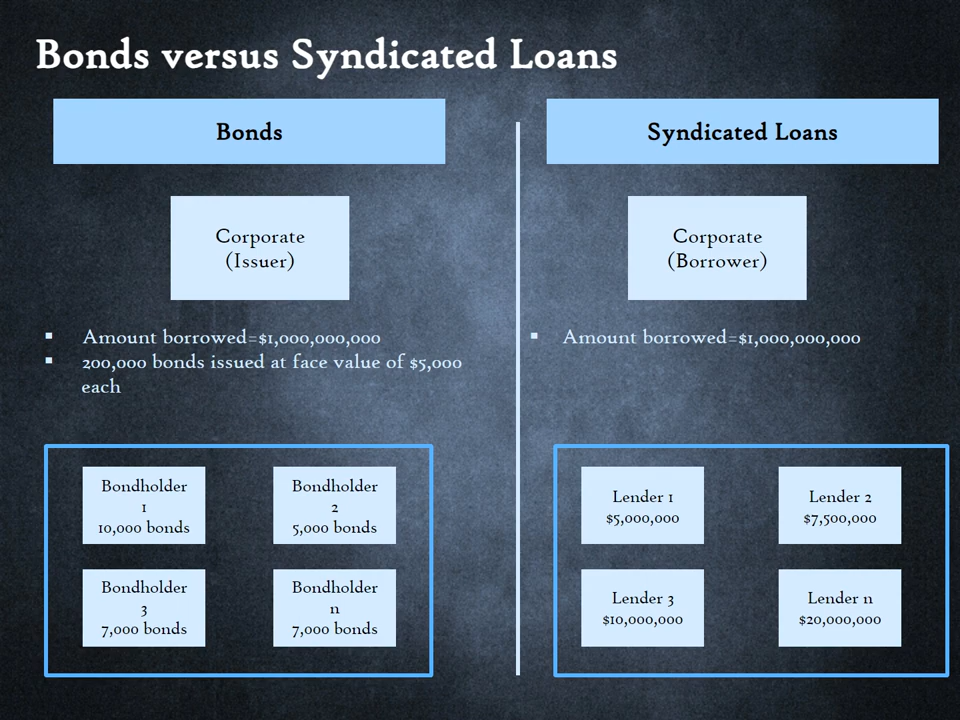 Bonds versus Syndicated Loans
Bonds
Corporate
(Issuer)
▪ Amount borrowed=$1,000,000,000
▪ 200,000 bonds issued at face value of $5,000
each
Bondholder
1
10,000 bonds
Bondholder
2
5,000 bonds
Bondholder
3
7,000 bonds
Bondholder
n
7,000 bonds
Syndicated Loans
Corporate
(Borrower)
▪ Amount borrowed=$1,000,000,000
Lender 1
$5,000,000
Lender 2
$7,500,000
Lender 3
$10,000,000
Lender n
$20,000,000